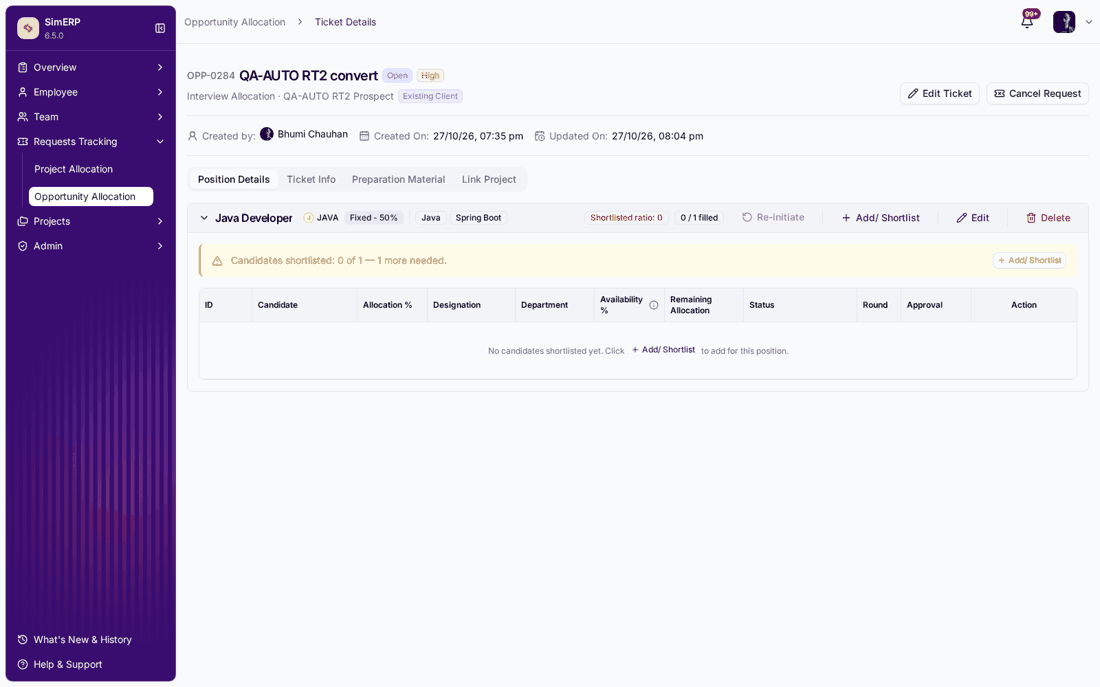 SimERP
6.5.0
Overview
Employee
Team
Requests Tracking
Project Allocation
Opportunity Allocation
Projects
Admin
What's New & History
Help & Support
Opportunity Allocation > Ticket Details
99+
OPP-0284 QA-AUTO RT2 convert Open High
Interview Allocation · QA-AUTO RT2 Prospect Existing Client
Edit Ticket Cancel Request
Created by: Bhumi Chauhan Created On: 27/10/26, 07:35 pm Updated On: 27/10/26, 08:04 pm
Position Details Ticket Info Preparation Material Link Project
Java Developer J JAVA Fixed - 50% Java Spring Boot Shortlisted ratio: 0 0 / 1 filled Re-initiate + Add/ Shortlist Edit Delete
Candidates shortlisted: 0 of 1 — 1 more needed. + Add/ Shortlist
ID Candidate Allocation % Designation Department Availability % Remaining Allocation Status Round Approval Action
No candidates shortlisted yet. Click + Add/ Shortlist to add for this position.